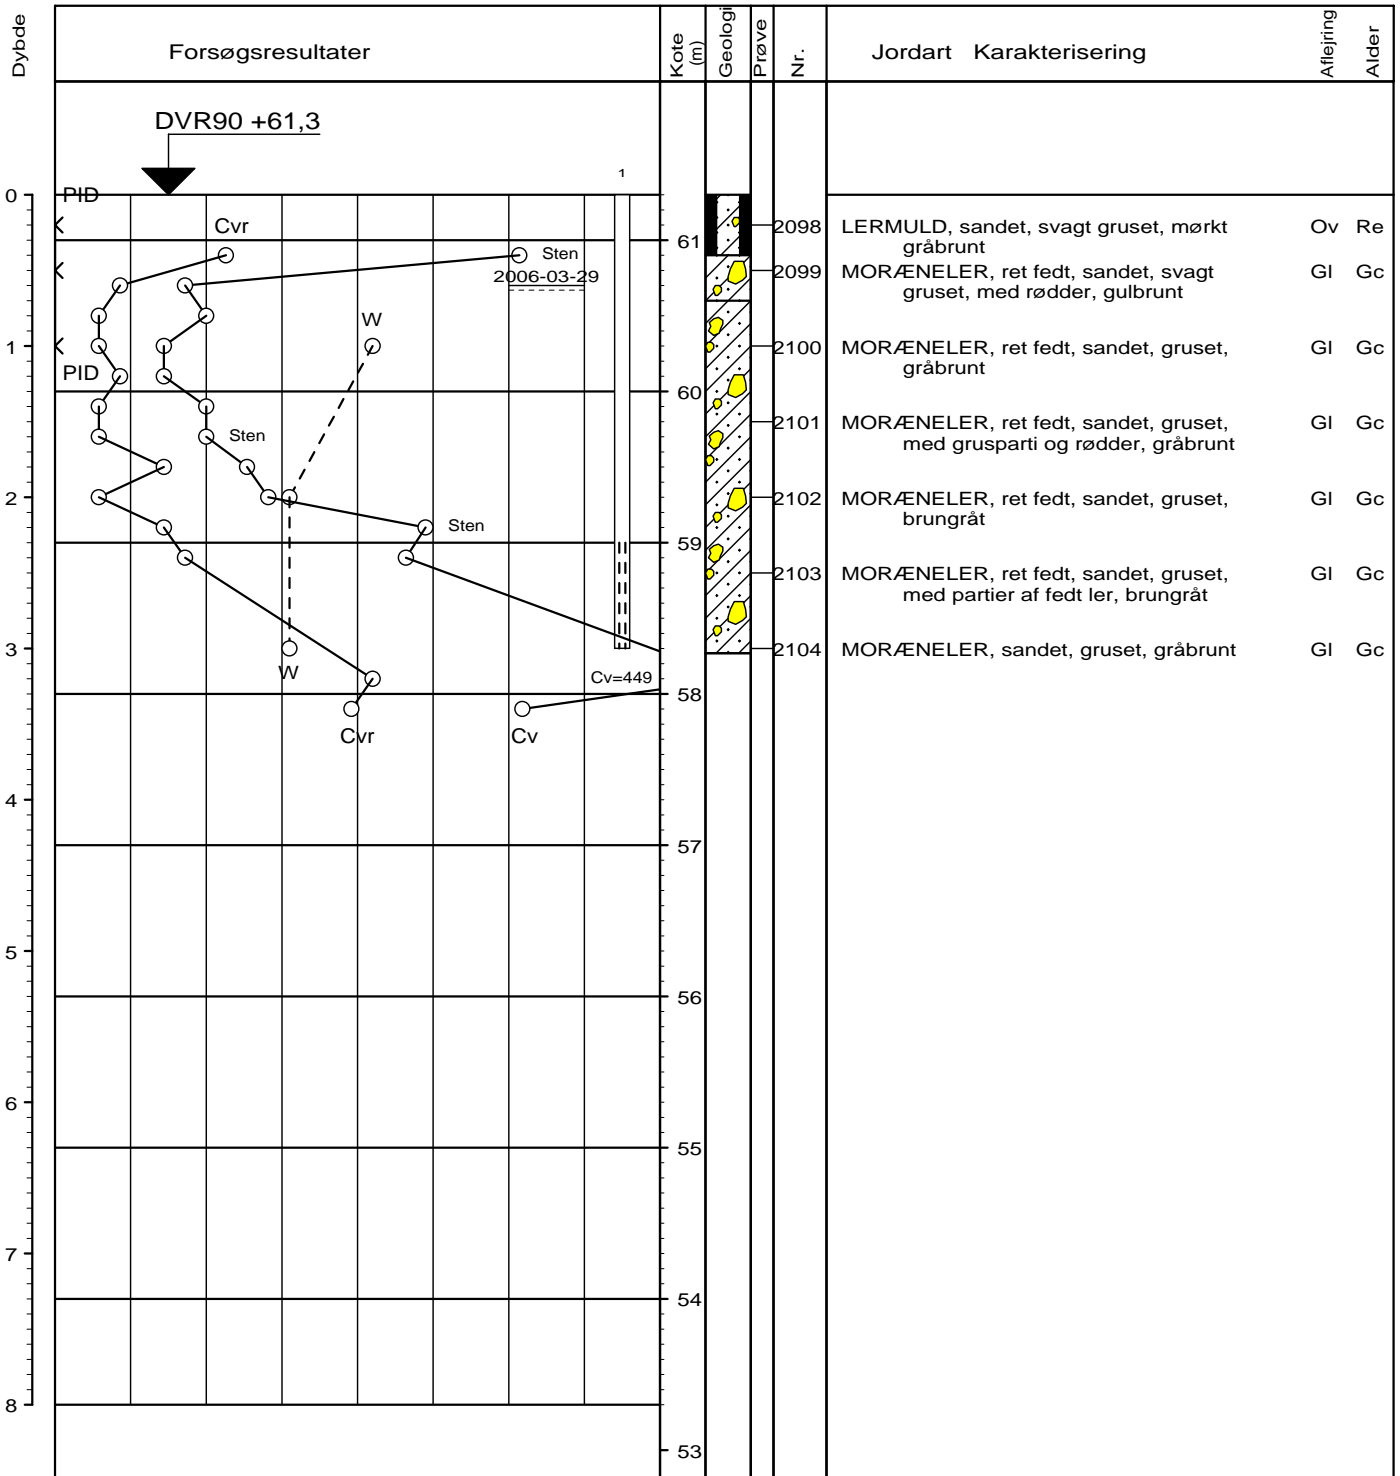 Dybde
Forsøgsresultater
Kote
(m)
Geologi
Prøve
Nr.
Jordart Karakterisering
Aflejring
Alder
DVR90 +61,3
1
0
PID
Cvr
2098 LERMULD, sandet, svagt gruset, mørkt Ov Re
gråbrunt
61
Sten
2006-03-29
2099 MORÆNELER, ret fedt, sandet, svagt Gl Gc
gruset, med rødder, gulbrunt
W
1
2100 MORÆNELER, ret fedt, sandet, gruset, Gl Gc
gråbrunt
PID
60
2101 MORÆNELER, ret fedt, sandet, gruset, Gl Gc
med grusparti og rødder, gråbrunt
Sten
2
2102 MORÆNELER, ret fedt, sandet, gruset, Gl Gc
brungråt
Sten
59
2103 MORÆNELER, ret fedt, sandet, gruset, Gl Gc
med partier af fedt ler, brungråt
3
2104 MORÆNELER, sandet, gruset, gråbrunt Gl Gc
W
Cv=449
58
Cvr
Cv
4
57
5
56
6
55
7
54
8
53